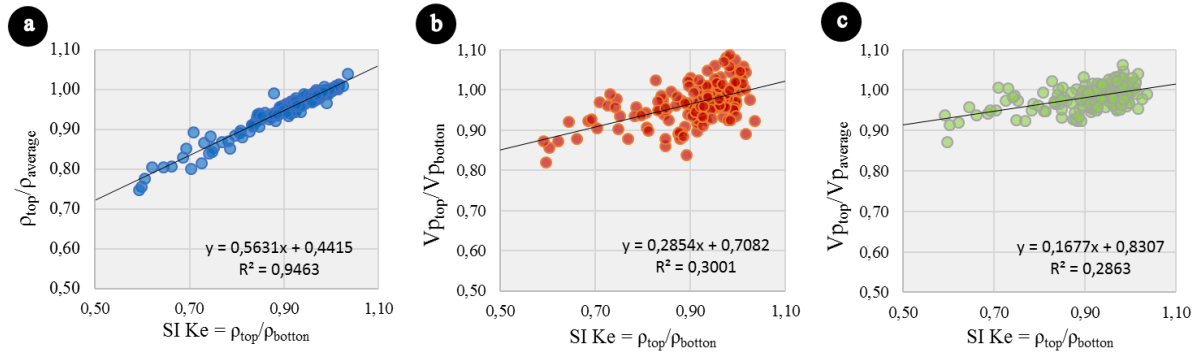 a
1,10
1,00
0,90
0,80
0,70
0,60
0,50
ρtop/ρaverage
y = 0,5631x + 0,4415
R² = 0,9463
0,50 0,70 0,90 1,10
SI Ke = ρtop/ρbotton
b
1,10
1,00
0,90
0,80
0,70
0,60
0,50
Vptop/Vpbottom
y = 0,2854x + 0,7082
R² = 0,3001
0,50 0,70 0,90 1,10
SI Ke = ρtop/ρbotton
c
1,10
1,00
0,90
0,80
0,70
0,60
0,50
Vptop/Vpaverage
y = 0,1677x + 0,8307
R² = 0,2863
0,50 0,70 0,90 1,10
SI Ke = ρtop/ρbotton